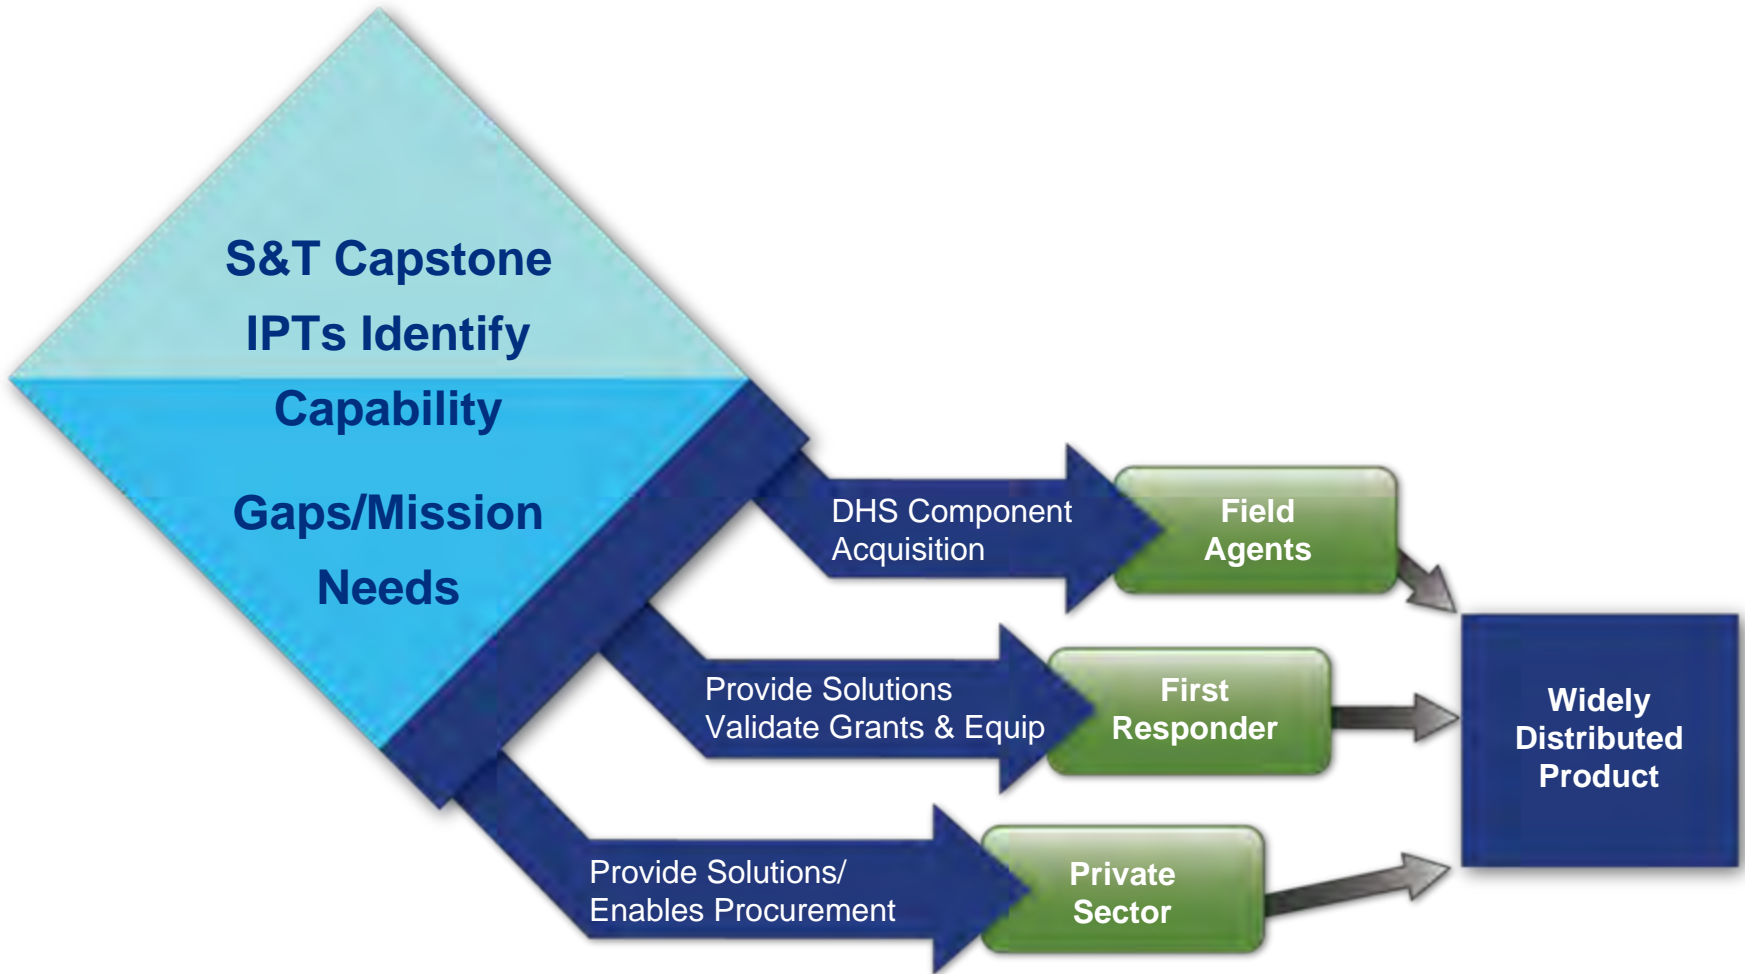 S&T Capstone
IPTs Identify
Capability
Gaps/Mission
Needs
DHS Component
Acquisition
Field
Agents
Provide Solutions
Validate Grants & Equip
First
Responder
Provide Solutions/
Enables Procurement
Private
Sector
Widely
Distributed
Product